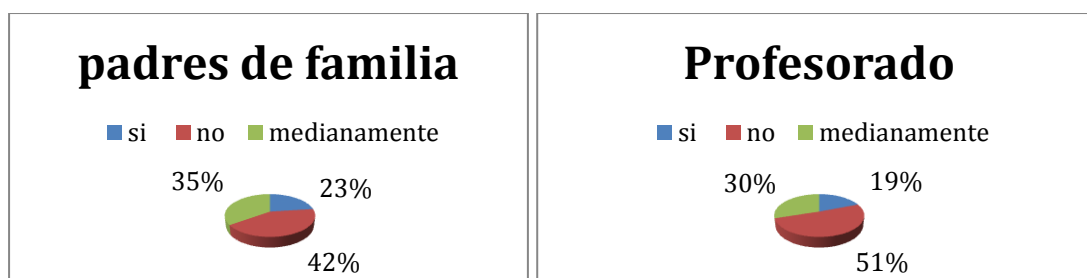 padres de familia
si no medianamente
35% 23%
42%
Profesorado
si no medianamente
30% 19%
51%